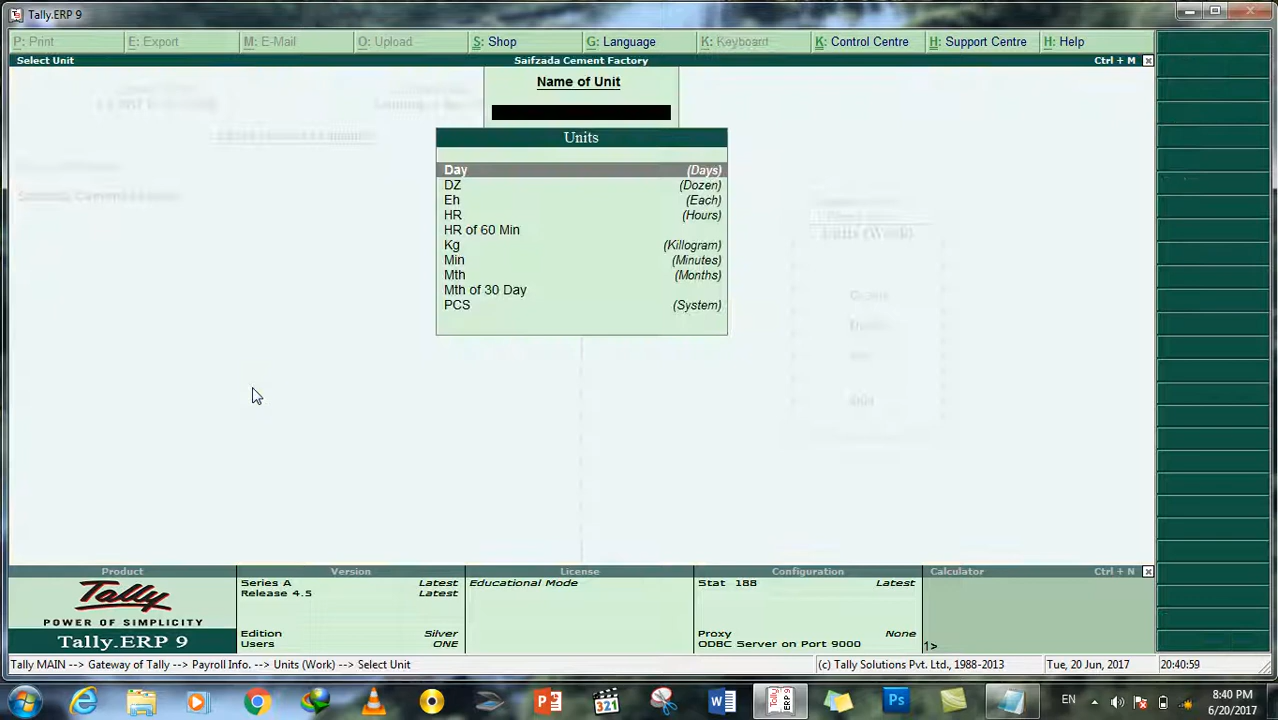 Tally.ERP 9
P: Print E: Export M: E-Mail O: Upload S: Shop G: Language K: Keyboard K: Control Centre H: Support Centre H: Help
Select Unit Saifzada Cement Factory Ctrl + M
Name of Unit
Units
Day (Days)
DZ (Dozen)
Eh (Each)
HR (Hours)
HR of 60 Min
Kg (Killogram)
Min (Minutes)
Mth (Months)
Mth of 30 Day
PCS (System)
Product Version License Configuration Calculator Ctrl + N
Tally
POWER OF SIMPLICITY
Tally.ERP 9
Series A Latest
Release 4.5 Latest
Edition Silver
Users ONE
Educational Mode
Stat 188 Latest
Proxy None
ODBC Server on Port 9000
1>
Tally MAIN --> Gateway of Tally --> Payroll Info. --> Units (Work) --> Select Unit (c) Tally Solutions Pvt. Ltd., 1988-2013 Tue, 20 Jun, 2017 20:40:59
321 Tally ERP 9 Ps EN 8:40 PM
6/20/2017